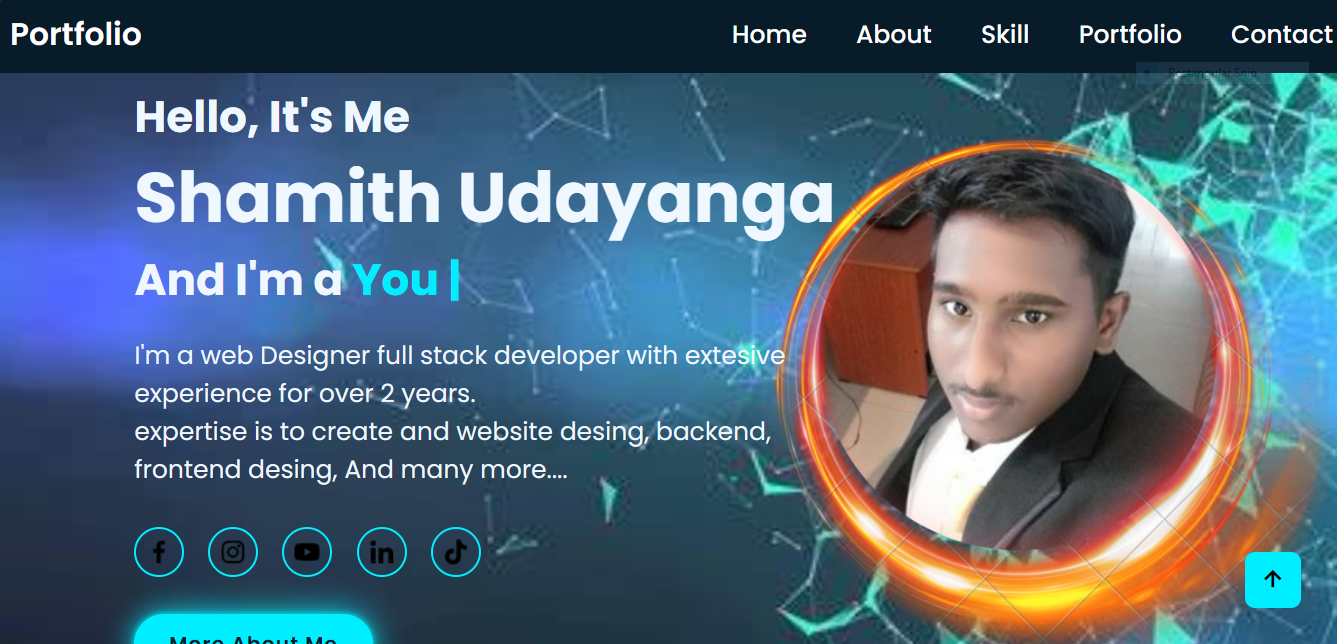 Portfolio
Home About Skill Portfolio Contact
Rectangular Snip
Hello, It's Me
Shamith Udayanga
And I'm a You |
I'm a web Designer full stack developer with extesive
experience for over 2 years.
expertise is to create and website desing, backend,
frontend desing, And many more....
More About Me